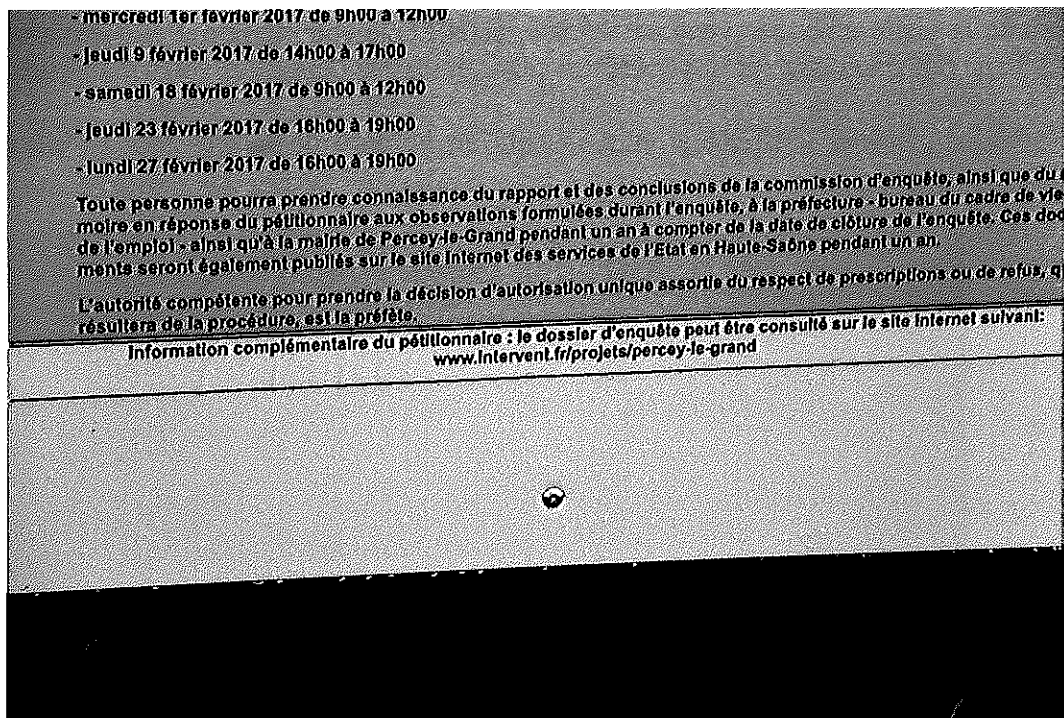 - mercredi 1er février 2017 de 9h00 à 12h00
- jeudi 9 février 2017 de 14h00 à 17h00
- samedi 18 février 2017 de 9h00 à 12h00
- jeudi 23 février 2017 de 16h00 à 19h00
- lundi 27 février 2017 de 16h00 à 19h00
Toute personne pourra prendre connaissance du rapport et des conclusions de la commission d'enquête, ainsi que du
moire en réponse du pétitionnaire aux observations formulées durant l'enquête, à la préfecture - bureau du cadre de vie
de l'emploi - ainsi qu'à la mairie de Percey-le-Grand pendant un an à compter de la date de clôture de l'enquête. Ces do
ments seront également publiés sur le site Internet des services de l'Etat en Haute-Saône pendant un an.
L'autorité compétente pour prendre la décision d'autorisation unique assortie du respect de prescriptions ou de refus, q
résultera de la procédure, est la préfète.
Information complémentaire du pétitionnaire : le dossier d'enquête peut être consulté sur le site Internet suivant:
www.intervent.fr/projets/percey-le-grand